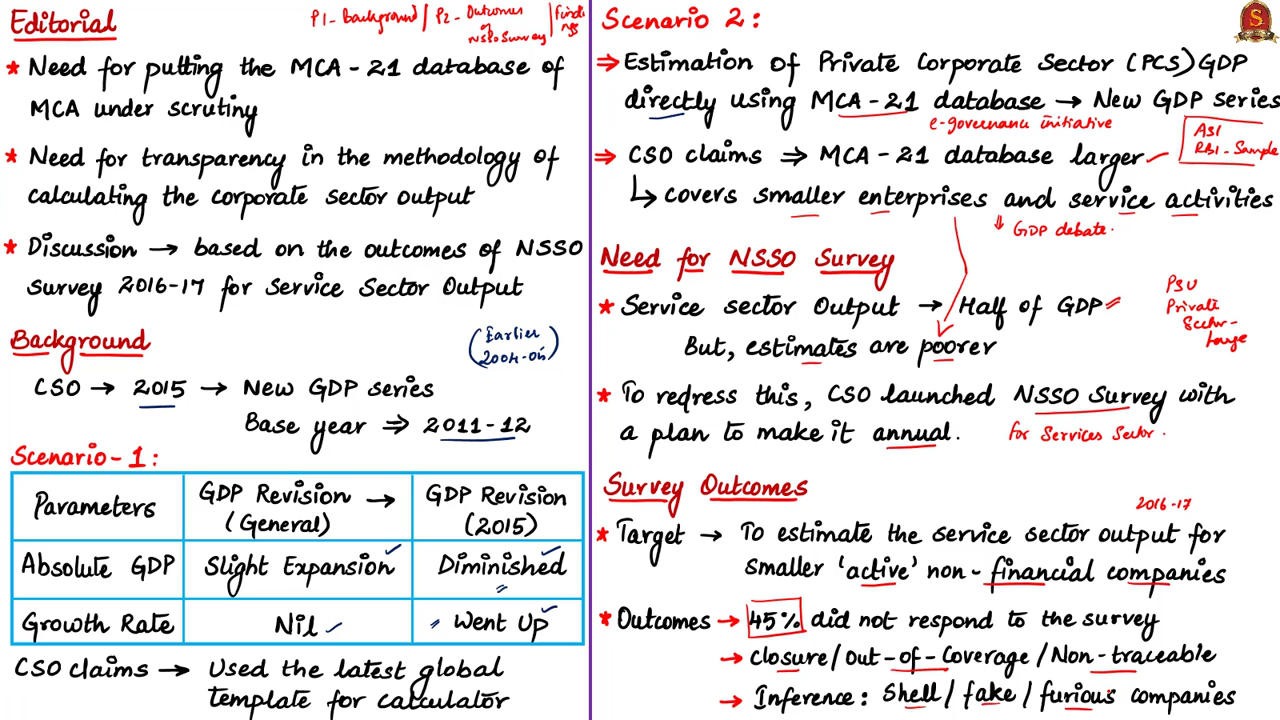 Editorial
P1 - Background / P2 - Outcomes of NSSO Survey / Findings
* Need for putting the MCA-21 database of
MCA under scrutiny
* Need for transparency in the methodology of
calculating the corporate sector output
* Discussion → based on the outcomes of NSSO
survey 2016-17 for Service Sector Output
Background
(Earlier
2004-05)
CSO → 2015 → New GDP series
Base year ⇒ 2011-12
Scenario-1:
Parameters
GDP Revision →
(General)
GDP Revision
(2015)
Absolute GDP
Slight Expansion
Diminished
Growth Rate
Nil
Went Up
CSO claims → Used the latest global
template for calculator
Scenario 2:
⇒ Estimation of Private Corporate Sector (PCS) GDP
directly using MCA-21 database → New GDP series
e-governance initiative
ASI
RBI - Sample
⇒ CSO claims ⇒ MCA-21 database larger
↳ covers smaller enterprises and service activities
⇓ GDP debate.
Need for NSSO Survey
* Service sector Output → Half of GDP
But, estimates are poorer
PSU
Private
Sector -
large
* To redress this, CSO launched NSSO Survey with
a plan to make it annual.
for Services Sector.
Survey Outcomes
2016-17
* Target → To estimate the service sector output for
smaller 'active' non-financial companies
* Outcomes → 45% did not respond to the survey
→ Closure/Out-of-Coverage/Non-traceable
→ Inference: Shell/fake/furious companies